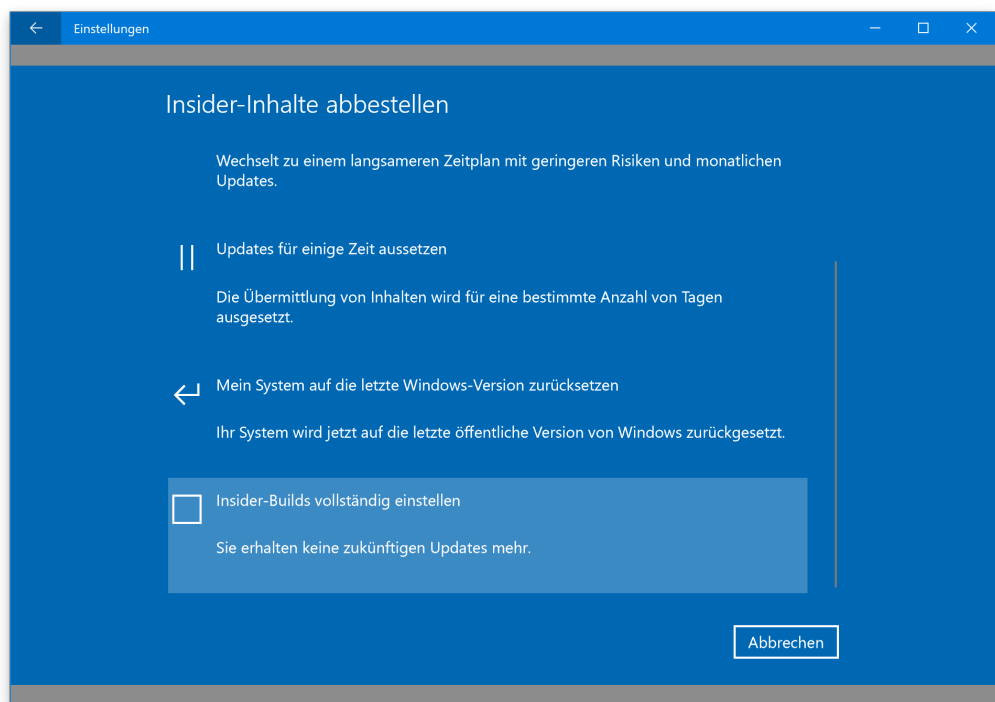 Einstellungen
Insider-Inhalte abbestellen
Wechselt zu einem langsameren Zeitplan mit geringeren Risiken und monatlichen
Updates.
Updates für einige Zeit aussetzen
Die Übermittlung von Inhalten wird für eine bestimmte Anzahl von Tagen
ausgesetzt.
Mein System auf die letzte Windows-Version zurücksetzen
Ihr System wird jetzt auf die letzte öffentliche Version von Windows zurückgesetzt.
Insider-Builds vollständig einstellen
Sie erhalten keine zukünftigen Updates mehr.
Abbrechen